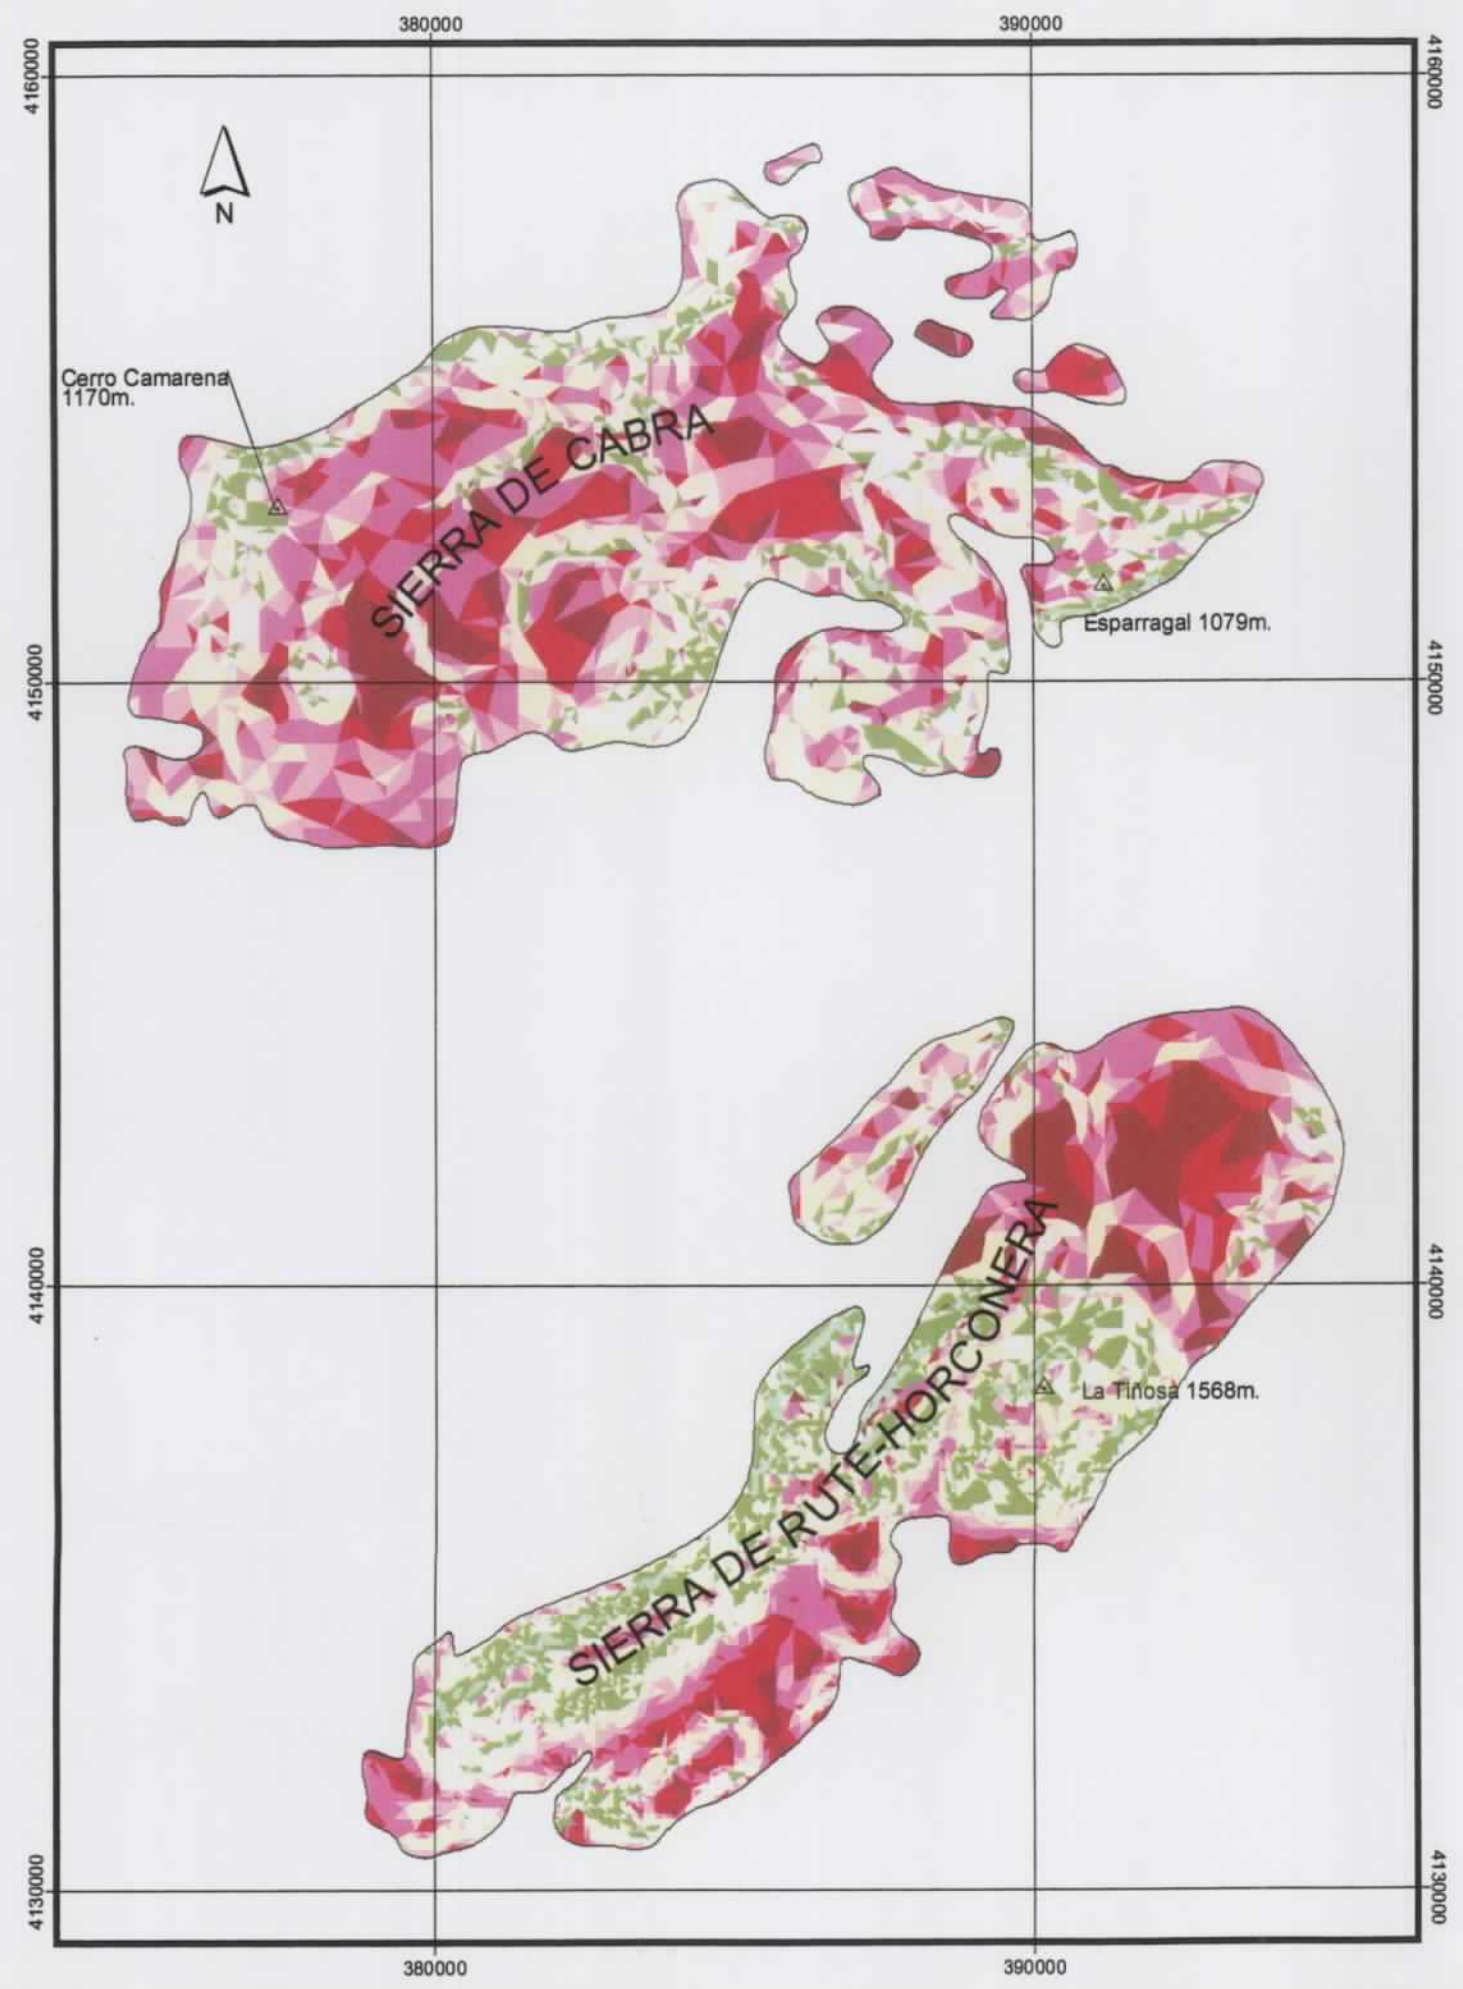 380000
390000
4160000
4160000
N
Cerro Camarena
1170m.
SIERRA DE CABRA
Esparragal 1079m.
4150000
4150000
4140000
4140000
La Tiñosa 1568m.
SIERRA DE RUTE-HORCONERA
4130000
4130000
380000
390000